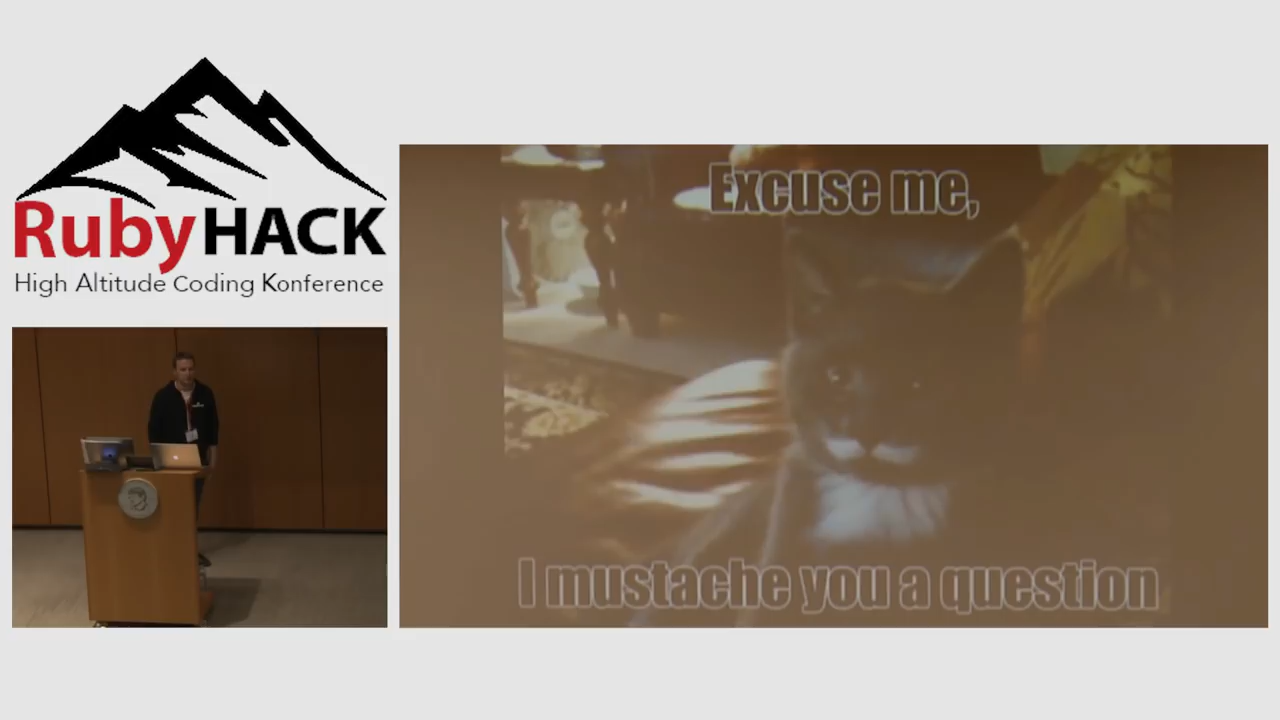 RubyHACK
High Altitude Coding Konference
Excuse me,
I mustache you a question